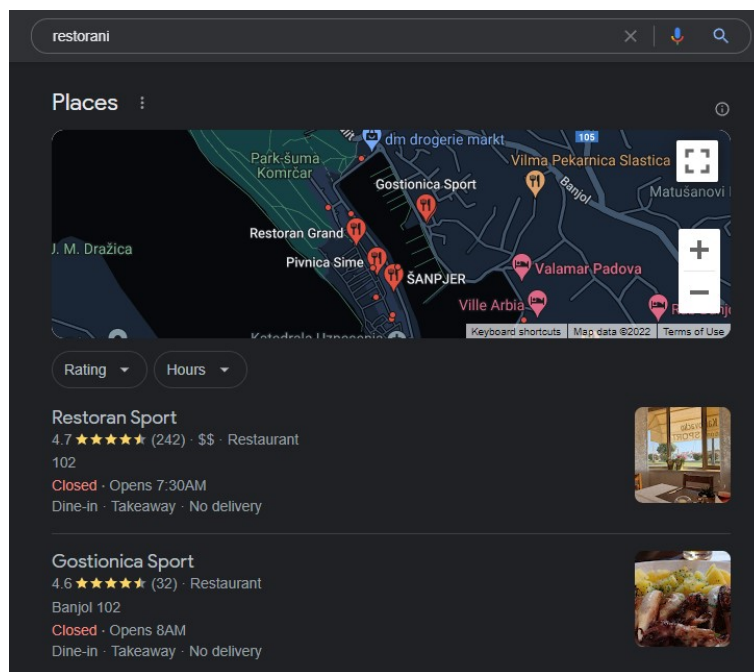 restorani
Places
dm drogerie markt
105
Park-šuma
Komrčar
Vilma Pekarnica Slastica
Gostionica Sport
Banjol
Matušanovi
Restoran Grand
J. M. Dražica
Pivnica Sime
ŠANPJER
Valamar Padova
Ville Arbia
Katedrala Uznesenja
Keyboard shortcuts
Map data ©2022
Terms of Use
Rating
Hours
Restoran Sport
4.7 (242) · $$ · Restaurant
102
Closed · Opens 7:30AM
Dine-in · Takeaway · No delivery
Gostionica Sport
4.6 (32) · Restaurant
Banjol 102
Closed · Opens 8AM
Dine-in · Takeaway · No delivery